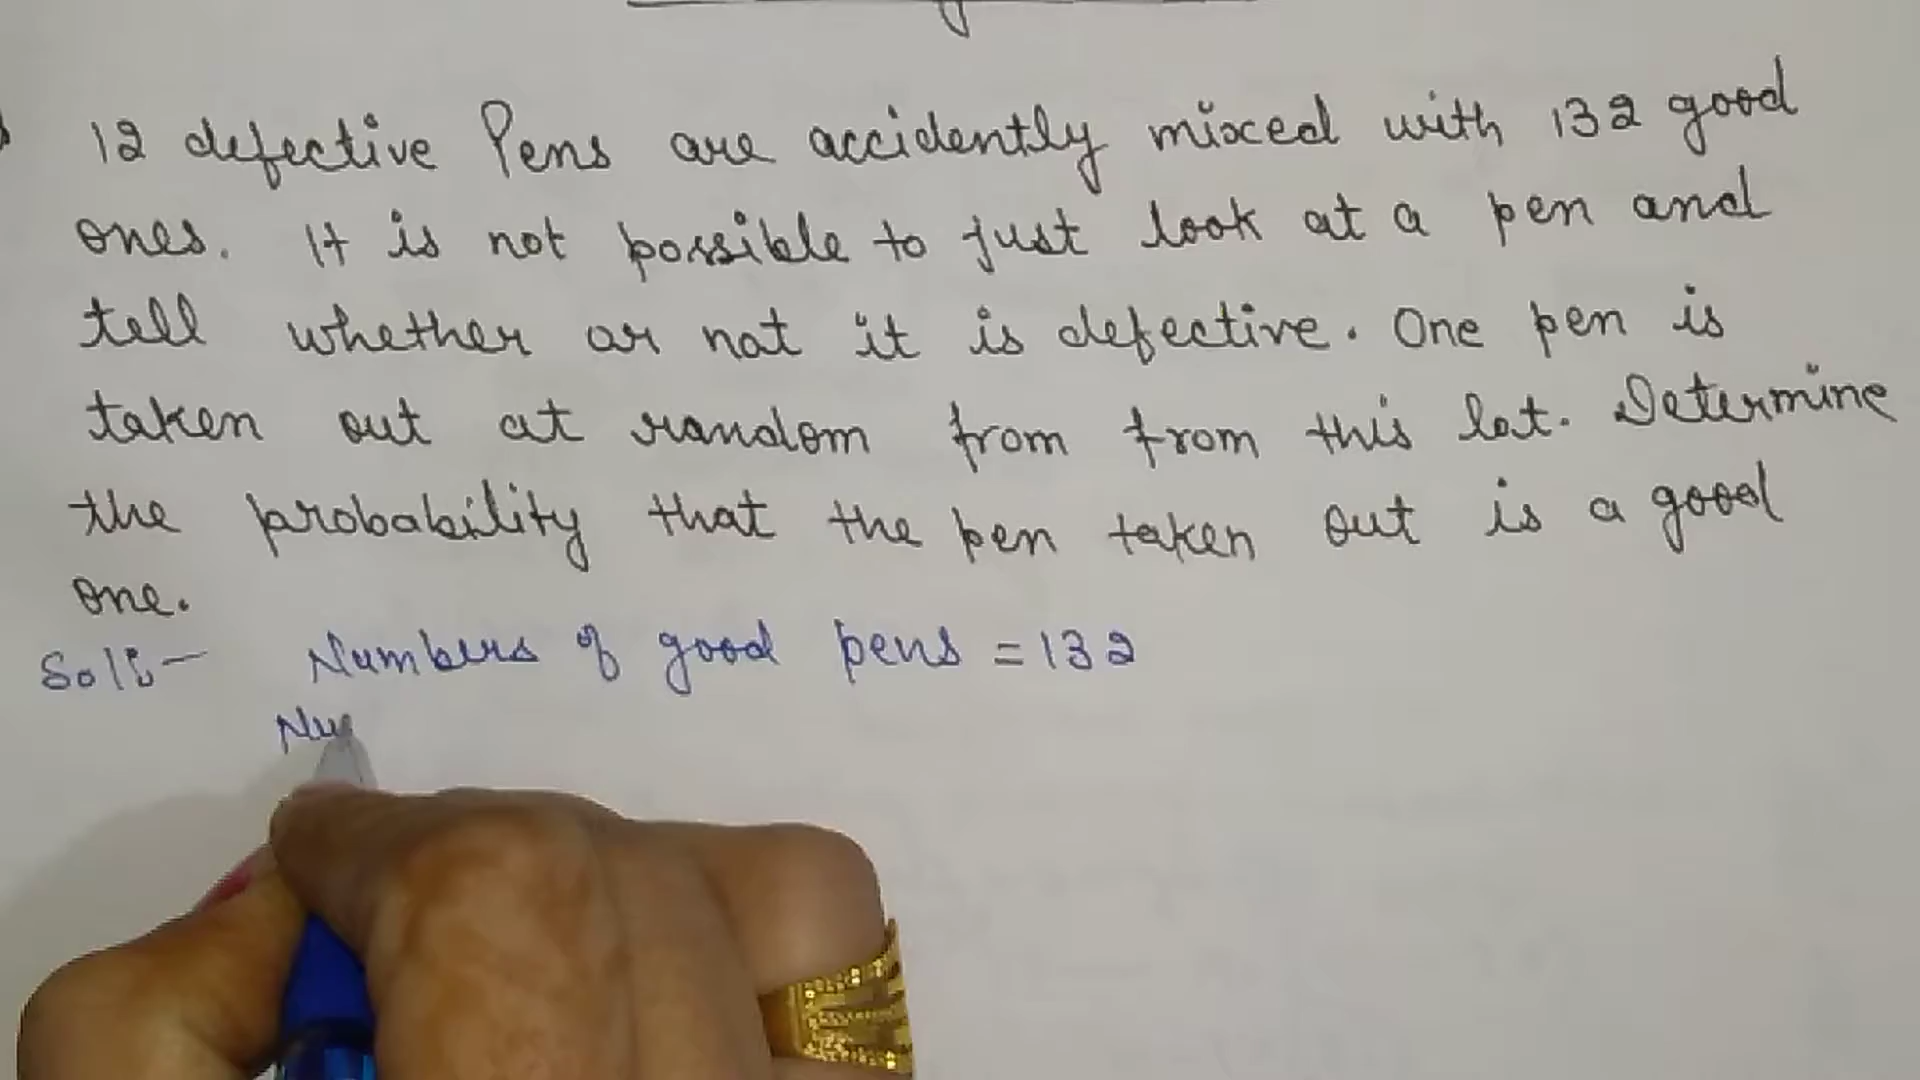 12 defective Pens are accidently mixed with 132 good
ones. It is not possible to just look at a pen and
tell whether or not it is defective. One pen is
taken out at random from from this lot. Determine
the probability that the pen taken out is a good
one.
Sol:- Numbers of good pens = 132
Nu